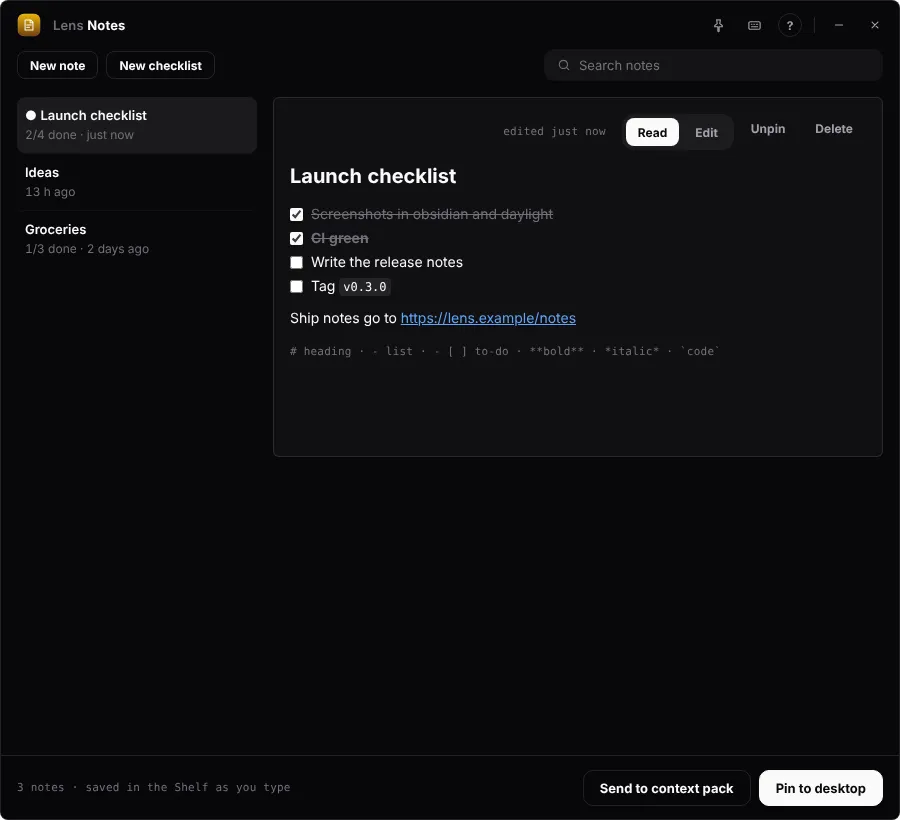 Lens Notes
?
New note
New checklist
Search notes
Launch checklist
2/4 done · just now
Ideas
13 h ago
Groceries
1/3 done · 2 days ago
edited just now
Read
Edit
Unpin
Delete
Launch checklist
Screenshots in obsidian and daylight
CI green
Write the release notes
Tag v0.3.0
Ship notes go to https://lens.example/notes
# heading · - list · - [ ] to-do · **bold** · *italic* · `code`
3 notes · saved in the Shelf as you type
Send to context pack
Pin to desktop